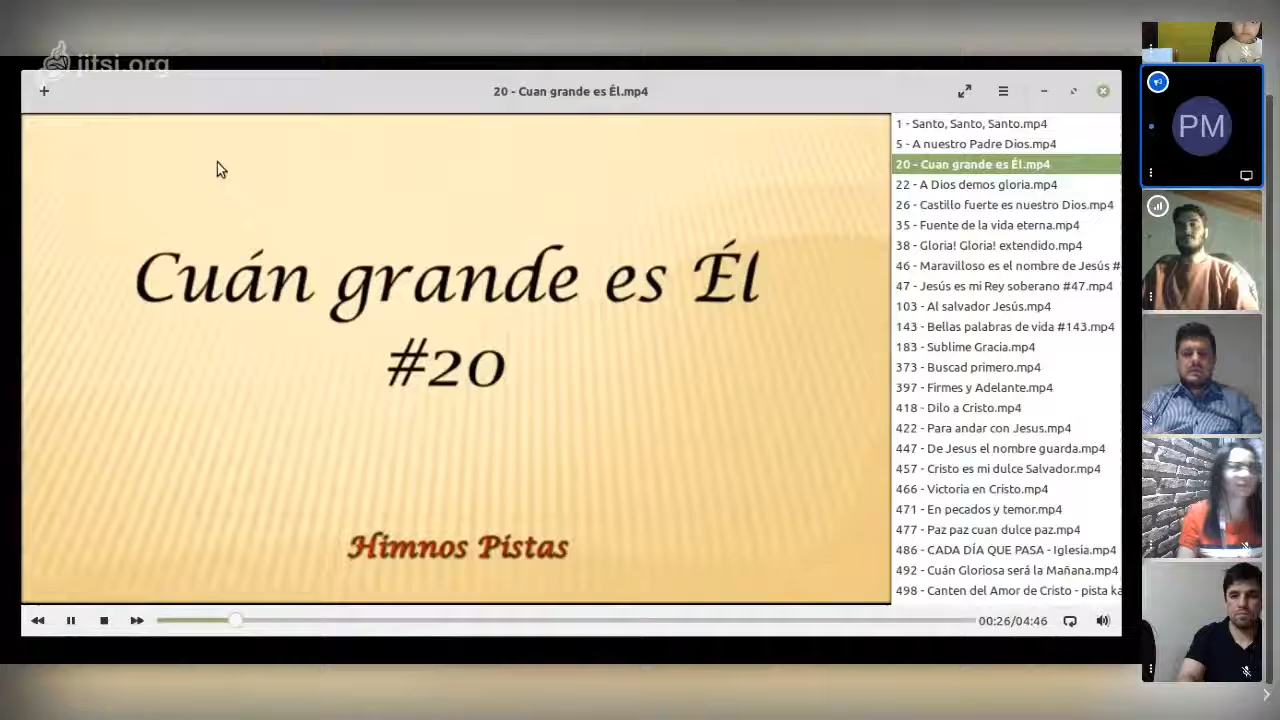 jitsi.org
20 - Cuan grande es Él.mp4
Cuán grande es Él
#20
Himnos Pistas
1 - Santo, Santo, Santo.mp4
5 - A nuestro Padre Dios.mp4
20 - Cuan grande es Él.mp4
22 - A Dios demos gloria.mp4
26 - Castillo fuerte es nuestro Dios.mp4
35 - Fuente de la vida eterna.mp4
38 - Gloria! Gloria! extendido.mp4
46 - Maravilloso es el nombre de Jesús #
47 - Jesús es mi Rey soberano #47.mp4
103 - Al salvador Jesús.mp4
143 - Bellas palabras de vida #143.mp4
183 - Sublime Gracia.mp4
373 - Buscad primero.mp4
397 - Firmes y Adelante.mp4
418 - Dilo a Cristo.mp4
422 - Para andar con Jesus.mp4
447 - De Jesus el nombre guarda.mp4
457 - Cristo es mi dulce Salvador.mp4
466 - Victoria en Cristo.mp4
471 - En pecados y temor.mp4
477 - Paz paz cuan dulce paz.mp4
486 - CADA DÍA QUE PASA - Iglesia.mp4
492 - Cuán Gloriosa será la Mañana.mp4
498 - Canten del Amor de Cristo - pista ka
00:26/04:46
PM